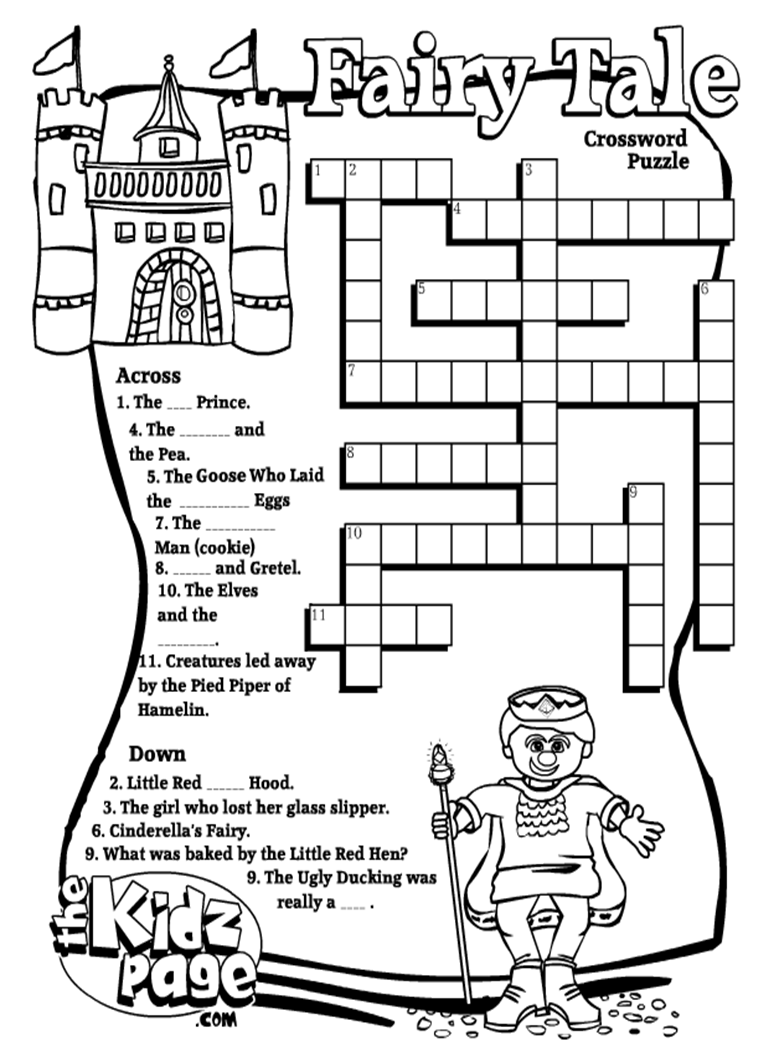 Fairy Tale
Crossword
Puzzle
1
2
3
4
5
6
7
8
9
10
11
Across
1. The ____ Prince.
4. The ________ and
the Pea.
5. The Goose Who Laid
the ___________ Eggs
7. The ___________
Man (cookie)
8. ______ and Gretel.
10. The Elves
and the
_________.
11. Creatures led away
by the Pied Piper of
Hamelin.
Down
2. Little Red ______ Hood.
3. The girl who lost her glass slipper.
6. Cinderella's Fairy.
9. What was baked by the Little Red Hen?
9. The Ugly Ducking was
really a ____ .
the
Kidz
Page
.COM